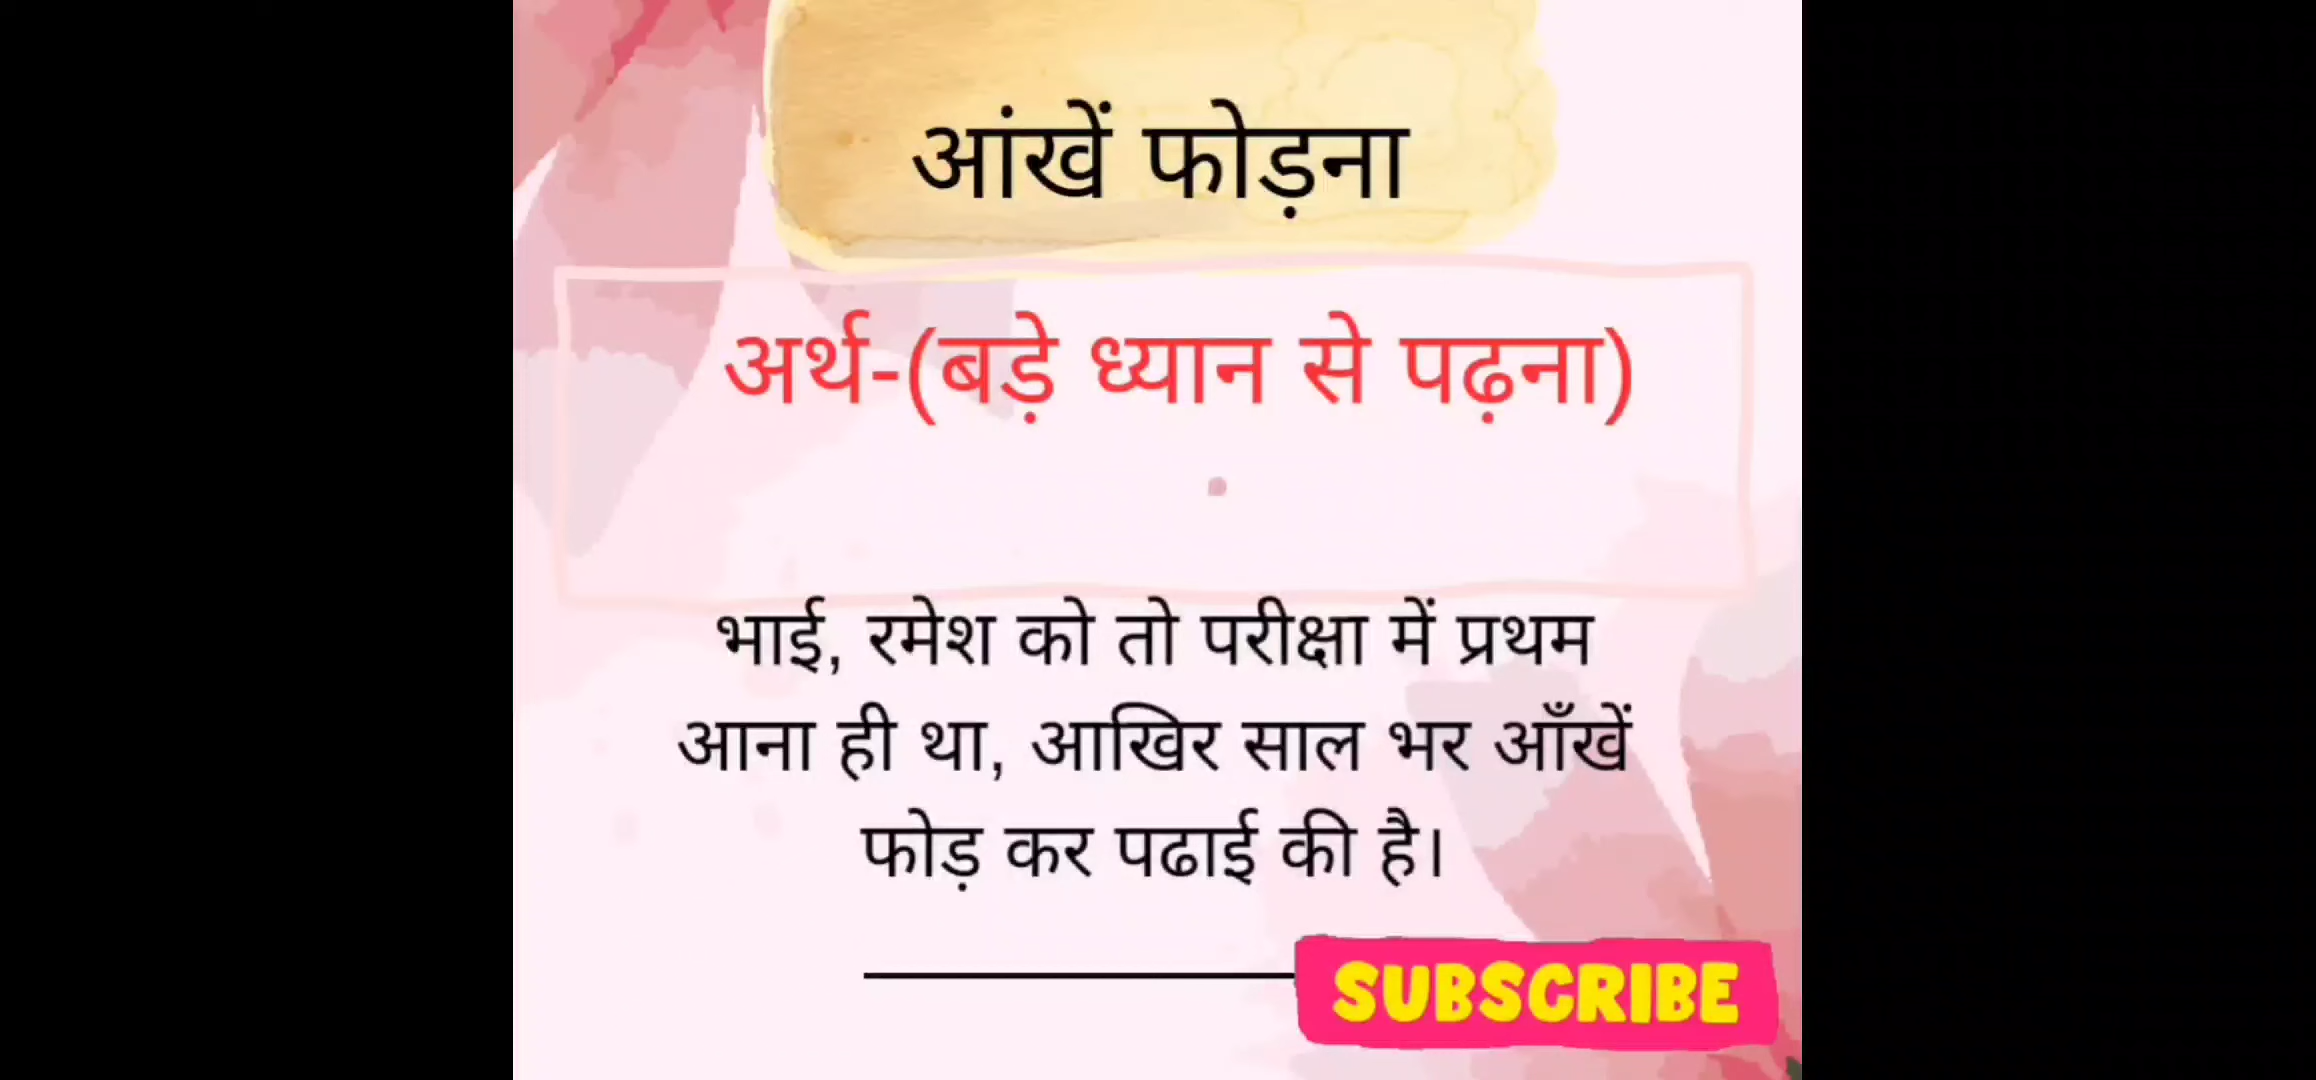 आंखें फोड़ना
अर्थ-(बड़े ध्यान से पढ़ना)
भाई, रमेश को तो परीक्षा में प्रथम
आना ही था, आखिर साल भर आँखें
फोड़ कर पढाई की है।
SUBSCRIBE